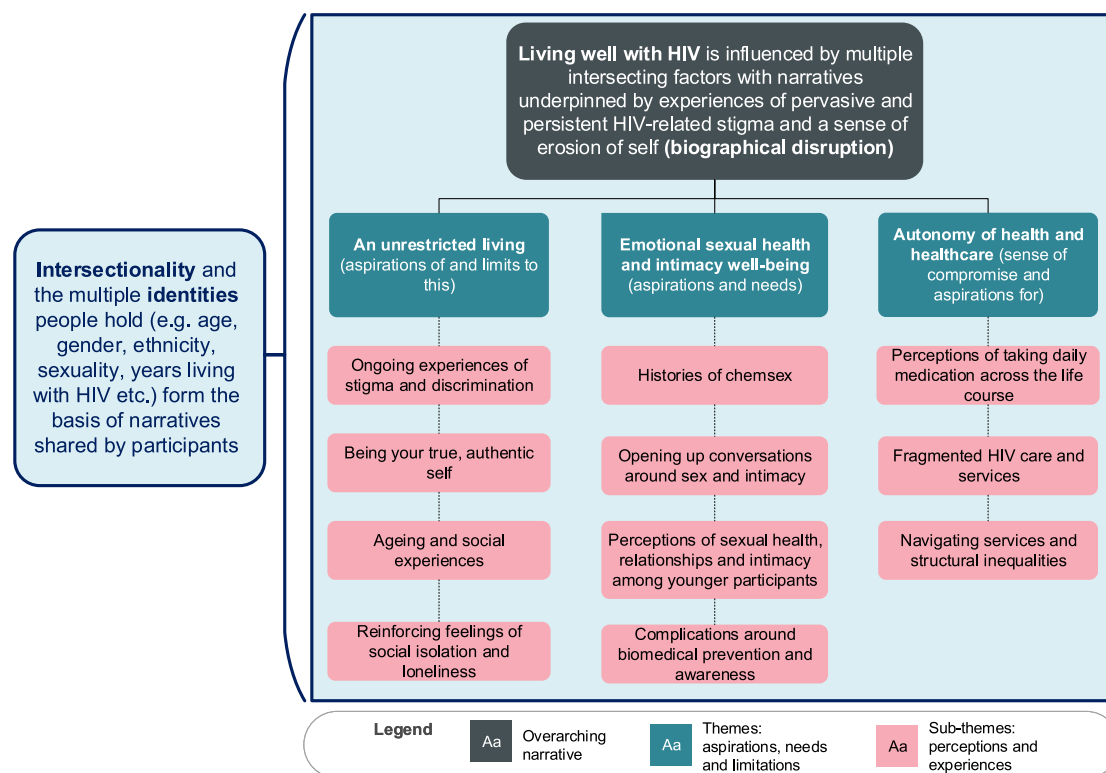 Living well with HIV is influenced by multiple
intersecting factors with narratives
underpinned by experiences of pervasive and
persistent HIV-related stigma and a sense of
erosion of self (biographical disruption)
Intersectionality and
the multiple identities
people hold (e.g. age,
gender, ethnicity,
sexuality, years living
with HIV etc.) form the
basis of narratives
shared by participants
An unrestricted living
(aspirations of and limits to
this)
Ongoing experiences of
stigma and discrimination
Being your true, authentic
self
Ageing and social
experiences
Reinforcing feelings of
social isolation and
loneliness
Emotional sexual health
and intimacy well-being
(aspirations and needs)
Histories of chemsex
Opening up conversations
around sex and intimacy
Perceptions of sexual health,
relationships and intimacy
among younger participants
Complications around
biomedical prevention and
awareness
Autonomy of health and
healthcare (sense of
compromise and
aspirations for)
Perceptions of taking daily
medication across the life
course
Fragmented HIV care and
services
Navigating services and
structural inequalities
Legend
Aa
Overarching
narrative
Aa
Themes:
aspirations, needs
and limitations
Aa
Sub-themes:
perceptions and
experiences